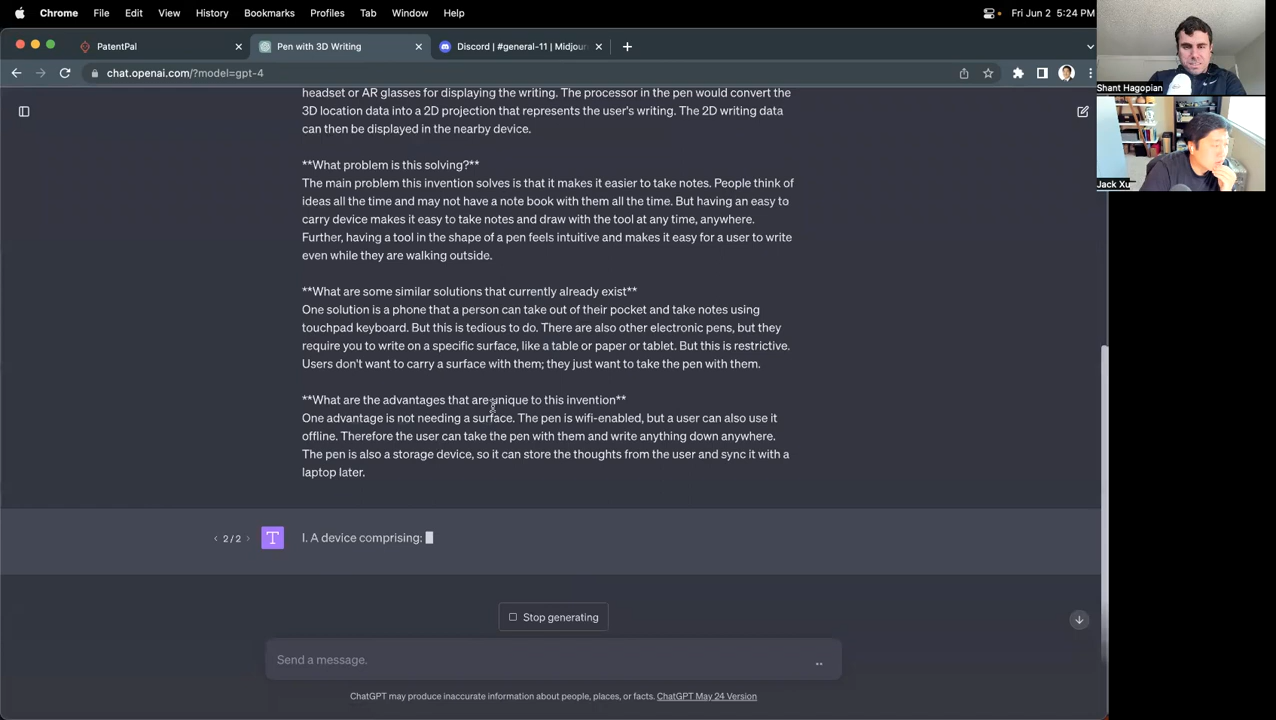 Chrome File Edit View History Bookmarks Profiles Tab Window Help Fri Jun 2 5:24 PM
PatentPal Pen with 3D Writing Discord | #general-11 | Midjour
chat.openai.com/?model=gpt-4
Shant Hagopian
Jack Xu
headset or AR glasses for displaying the writing. The processor in the pen would convert the
3D location data into a 2D projection that represents the user's writing. The 2D writing data
can then be displayed in the nearby device.
**What problem is this solving?**
The main problem this invention solves is that it makes it easier to take notes. People think of
ideas all the time and may not have a note book with them all the time. But having an easy to
carry device makes it easy to take notes and draw with the tool at any time, anywhere.
Further, having a tool in the shape of a pen feels intuitive and makes it easy for a user to write
even while they are walking outside.
**What are some similar solutions that currently already exist**
One solution is a phone that a person can take out of their pocket and take notes using
touchpad keyboard. But this is tedious to do. There are also other electronic pens, but they
require you to write on a specific surface, like a table or paper or tablet. But this is restrictive.
Users don't want to carry a surface with them; they just want to take the pen with them.
**What are the advantages that are unique to this invention**
One advantage is not needing a surface. The pen is wifi-enabled, but a user can also use it
offline. Therefore the user can take the pen with them and write anything down anywhere.
The pen is also a storage device, so it can store the thoughts from the user and sync it with a
laptop later.
2 / 2 T I. A device comprising:
Stop generating
Send a message.
ChatGPT may produce inaccurate information about people, places, or facts. ChatGPT May 24 Version